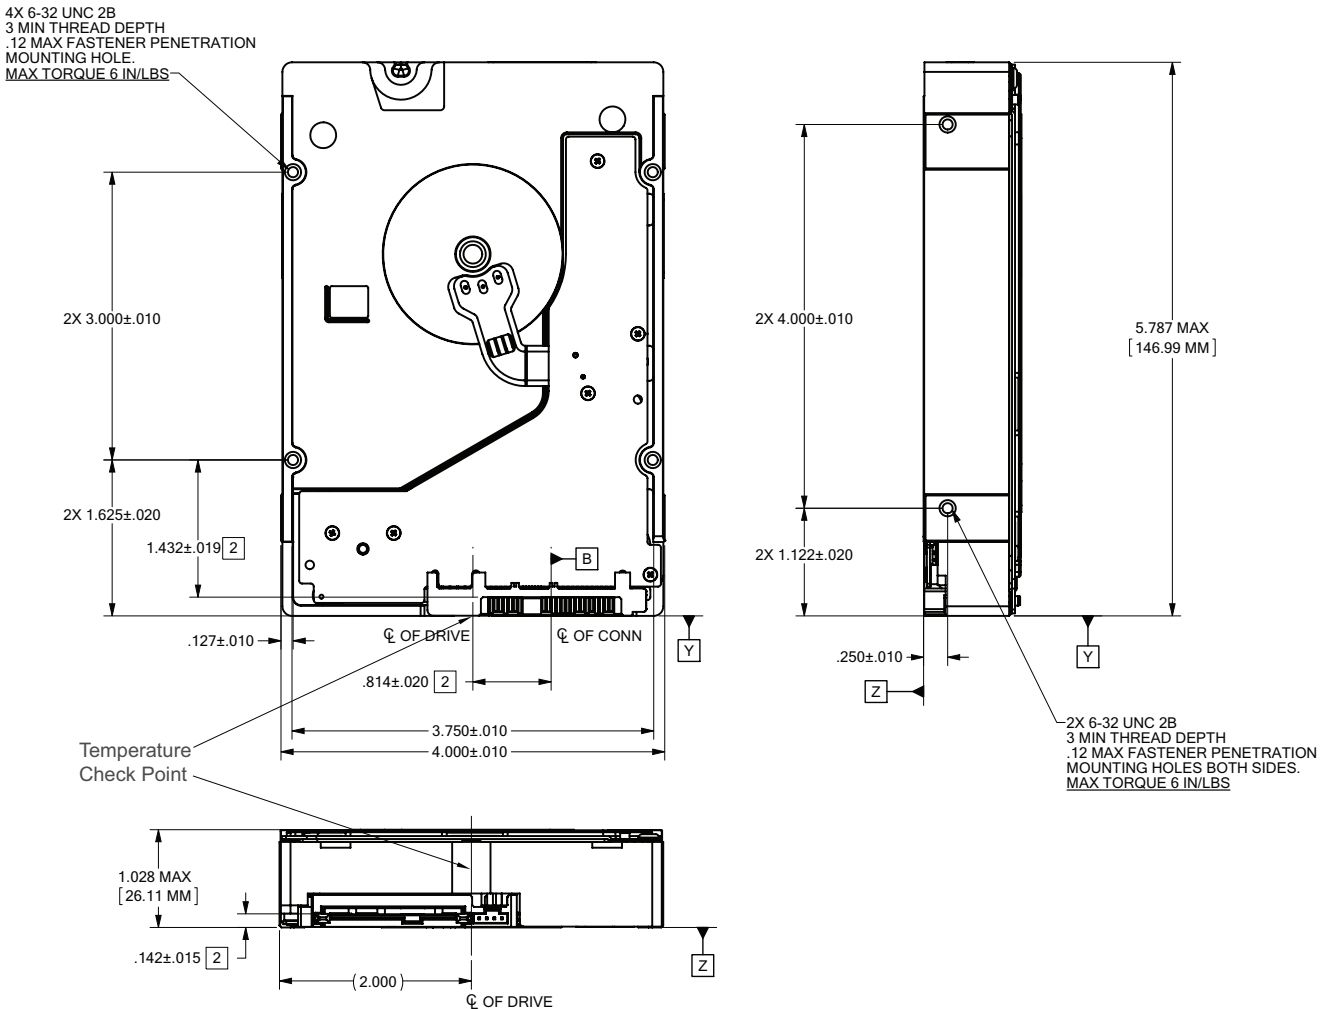 4X 6-32 UNC 2B
3 MIN THREAD DEPTH
.12 MAX FASTENER PENETRATION
MOUNTING HOLE.
MAX TORQUE 6 IN/LBS
2X 3.000±.010
2X 1.625±.020
1.432±.019 2
B
.127±.010
℄ OF DRIVE
℄ OF CONN
Y
.814±.020 2
3.750±.010
4.000±.010
2X 4.000±.010
5.787 MAX
[146.99 MM]
2X 1.122±.020
.250±.010
Y
Z
2X 6-32 UNC 2B
3 MIN THREAD DEPTH
.12 MAX FASTENER PENETRATION
MOUNTING HOLES BOTH SIDES.
MAX TORQUE 6 IN/LBS
Temperature
Check Point
1.028 MAX
[26.11 MM]
.142±.015 2
Z
(2.000)
℄ OF DRIVE